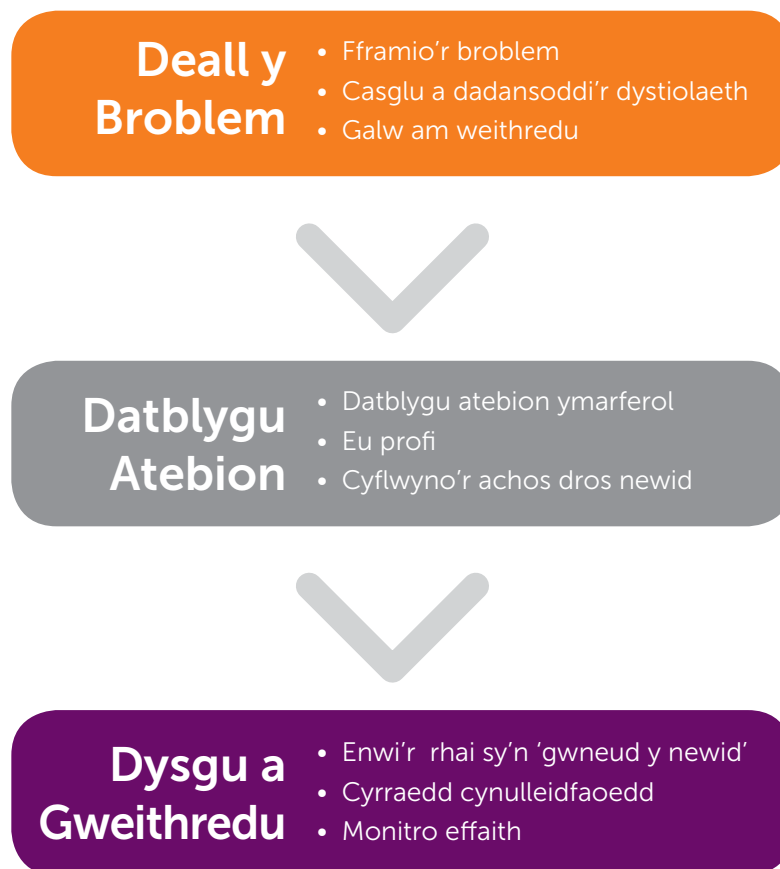 Deall y
Broblem
• Fframio’r broblem
• Casglu a dadansoddi’r dystiolaeth
• Galw am weithredu
Datblygu
Atebion
• Datblygu atebion ymarferol
• Eu profi
• Cyflwyno’r achos dros newid
Dysgu a
Gweithredu
• Enwi’r rhai sy’n ‘gwneud y newid’
• Cyrraedd cynulleidfaoedd
• Monitro effaith